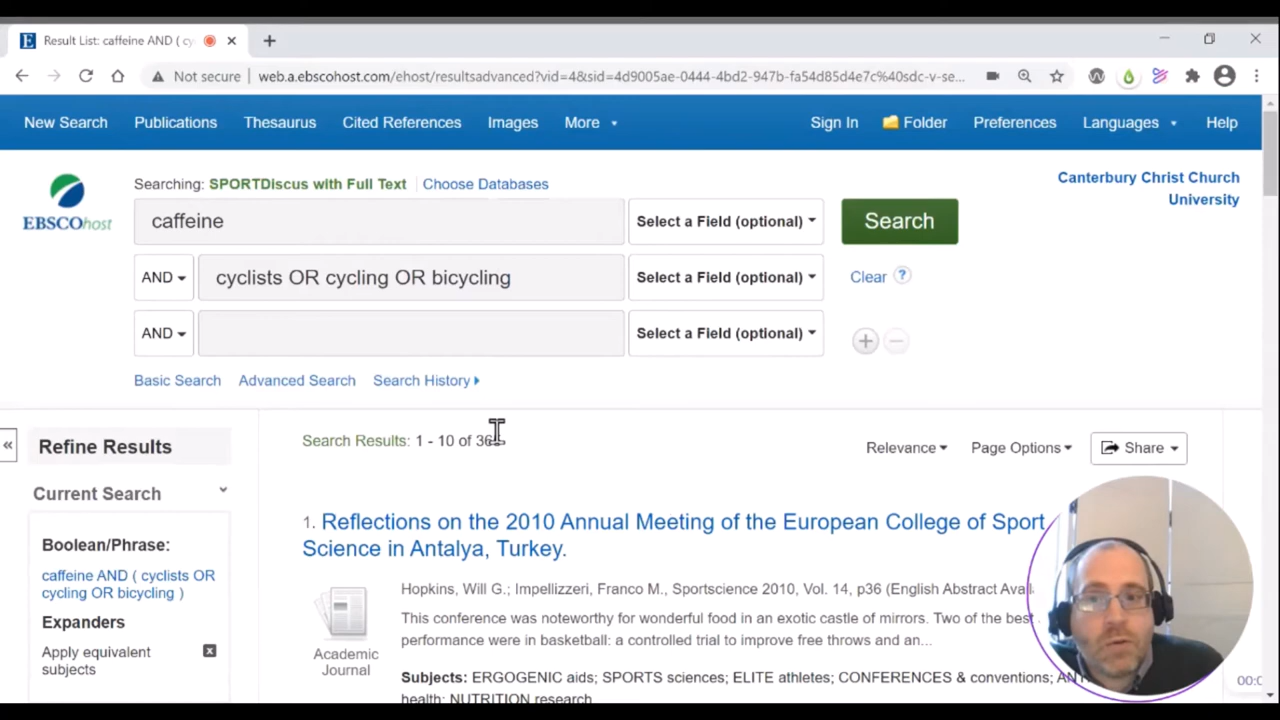 Result List: caffeine AND ( cy
Not secure web.a.ebscohost.com/ehost/resultsadvanced?vid=4&sid=4d9005ae-0444-4bd2-947b-fa54d85d4e7c%40sdc-v-se...
New Search Publications Thesaurus Cited References Images More Sign In Folder Preferences Languages Help
Searching: SPORTDiscus with Full Text Choose Databases
Canterbury Christ Church
University
EBSCOhost
caffeine Select a Field (optional) Search
AND cyclists OR cycling OR bicycling Select a Field (optional) Clear ?
AND Select a Field (optional)
Basic Search Advanced Search Search History
Refine Results
Search Results: 1 - 10 of
Relevance Page Options Share
Current Search
1. Reflections on the 2010 Annual Meeting of the European College of Sport
Science in Antalya, Turkey.
Boolean/Phrase:
caffeine AND ( cyclists OR
cycling OR bicycling )
Expanders
Apply equivalent
subjects
Academic
Journal
Hopkins, Will G.; Impellizzeri, Franco M., Sportscience 2010, Vol. 14, p36 (English Abstract
This conference was noteworthy for wonderful food in an exotic castle of mirrors. Two of the best
performance were in basketball: a controlled trial to improve free throws and an...
Subjects: ERGOGENIC aids; SPORTS sciences; ELITE athletes; CONFERENCES & conventions;
health; NUTRITION research